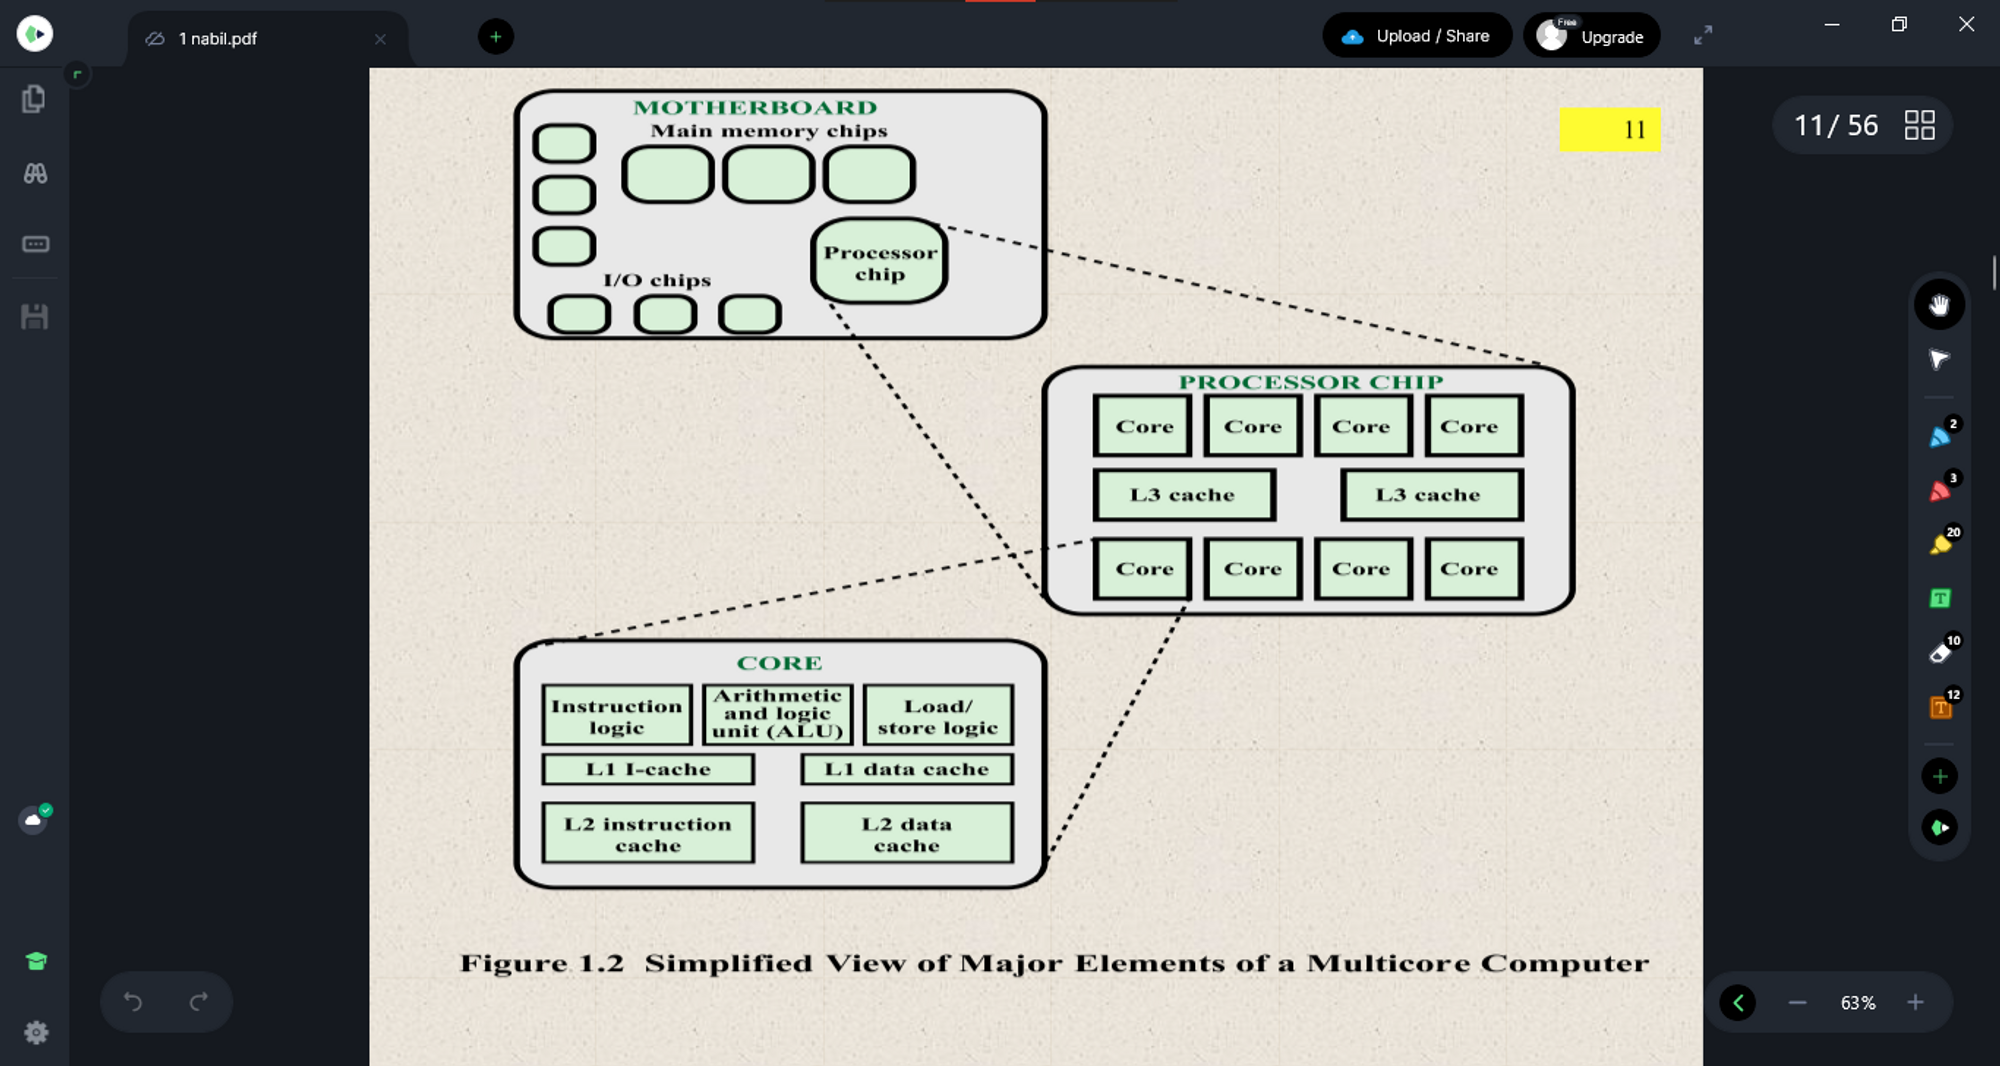 1 nabil.pdf
Upload / Share
Free
Upgrade
11/ 56
11
MOTHERBOARD
Main memory chips
Processor
chip
I/O chips
PROCESSOR CHIP
Core Core Core Core
L3 cache L3 cache
Core Core Core Core
CORE
Instruction
logic
Arithmetic
and logic
unit (ALU)
Load/
store logic
L1 I-cache L1 data cache
L2 instruction
cache
L2 data
cache
Figure 1.2 Simplified View of Major Elements of a Multicore Computer
2
3
20
T
10
12
T
63%